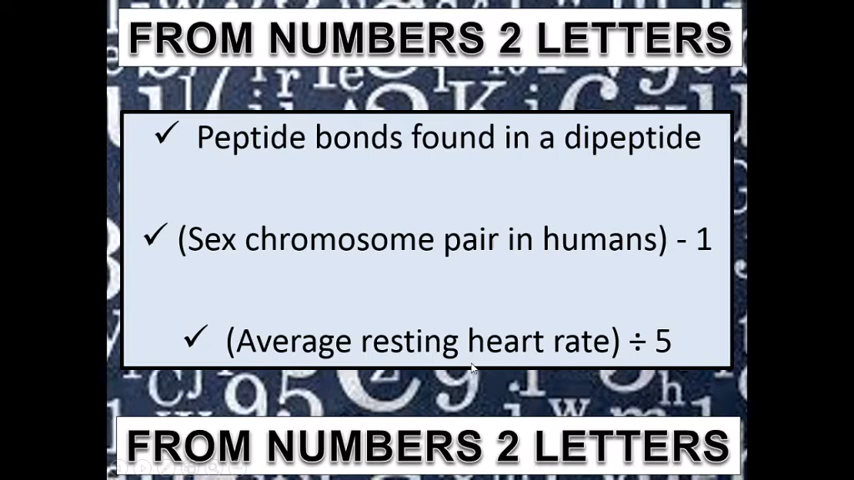 FROM NUMBERS 2 LETTERS
✓ Peptide bonds found in a dipeptide
✓ (Sex chromosome pair in humans) - 1
✓ (Average resting heart rate) ÷ 5
FROM NUMBERS 2 LETTERS